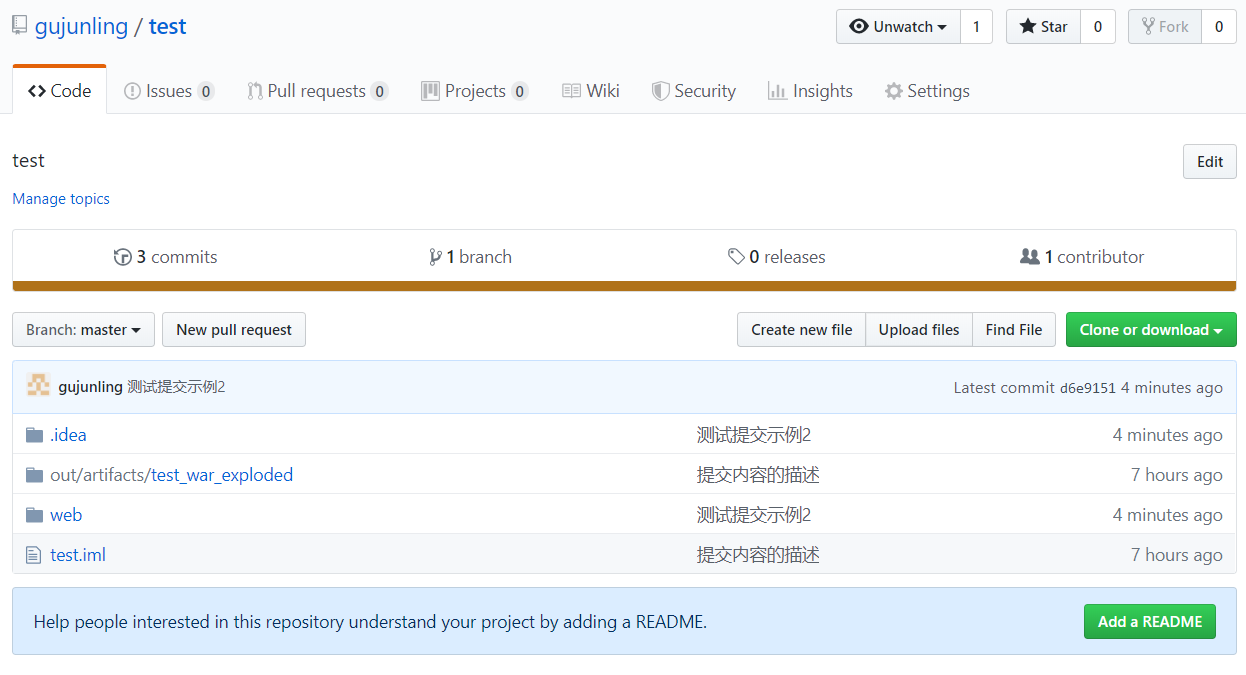 gujunling / test Unwatch 1 Star 0 Fork 0
Code Issues 0 Pull requests 0 Projects 0 Wiki Security Insights Settings
test Edit
Manage topics
3 commits 1 branch 0 releases 1 contributor
Branch: master New pull request Create new file Upload files Find File Clone or download
gujunling 测试提交示例2 Latest commit d6e9151 4 minutes ago
.idea 测试提交示例2 4 minutes ago
out/artifacts/test_war_exploded 提交内容的描述 7 hours ago
web 测试提交示例2 4 minutes ago
test.iml 提交内容的描述 7 hours ago
Help people interested in this repository understand your project by adding a README. Add a README